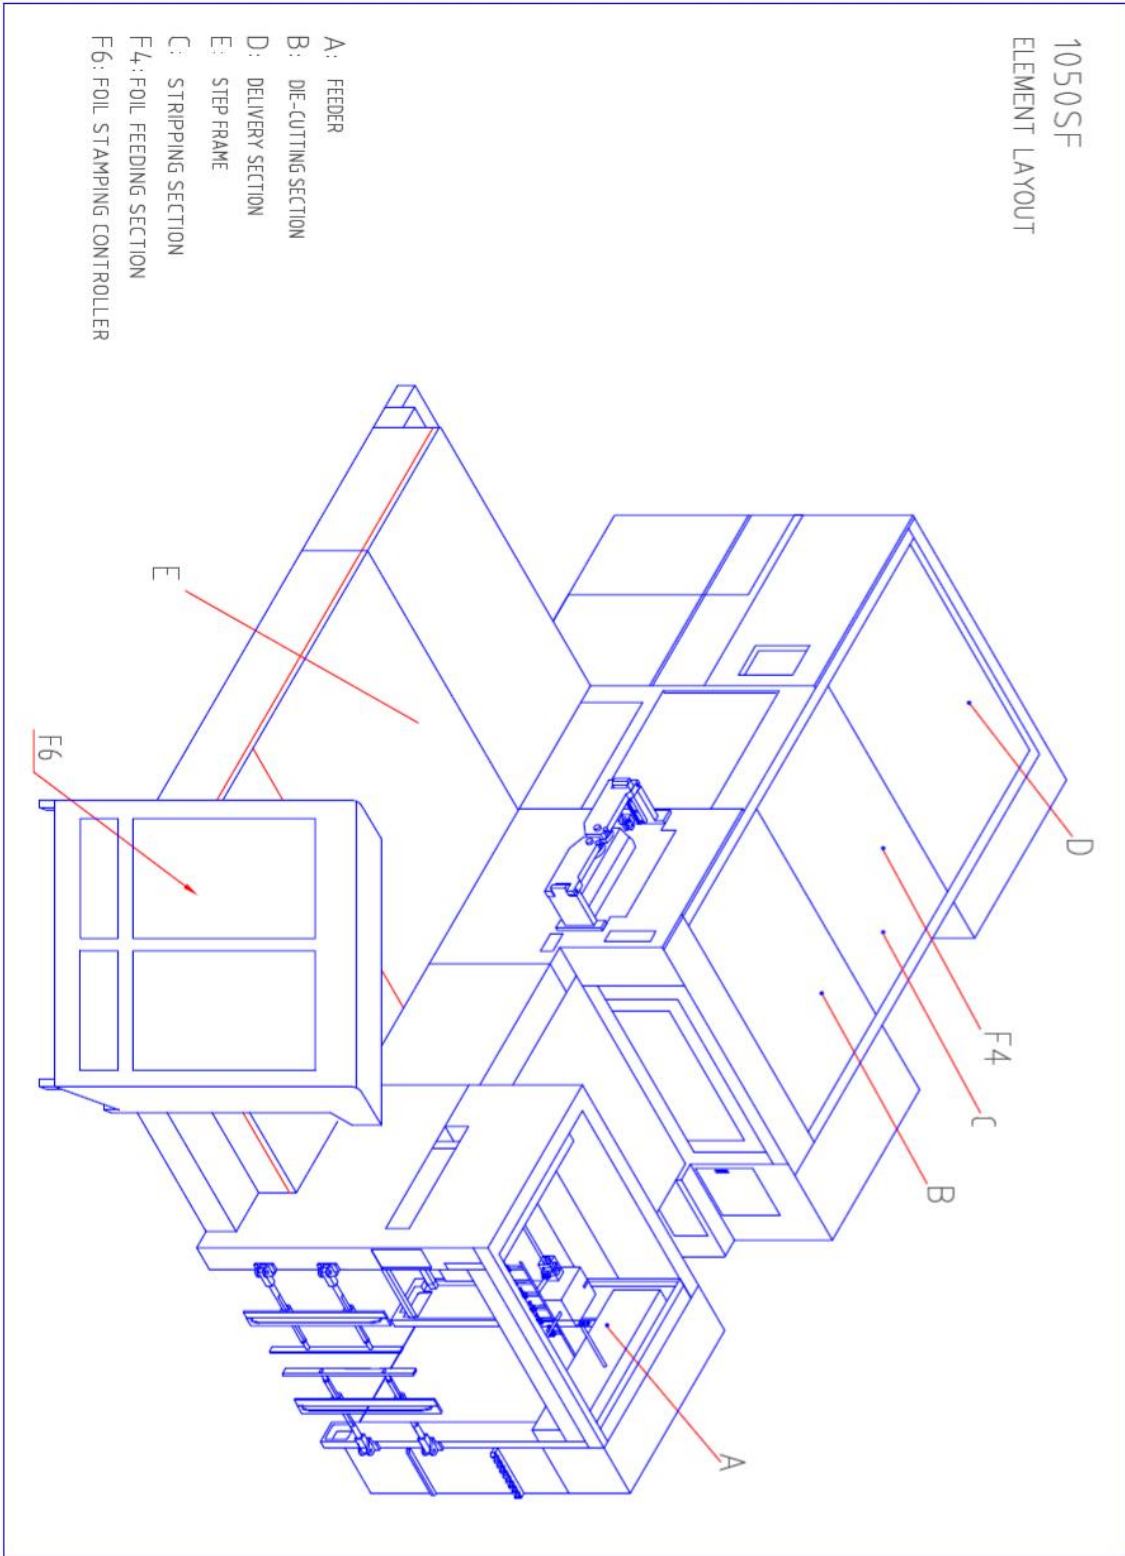 1050SF
ELEMENT LAYOUT
A: FEEDER
B: DIE-CUTTING SECTION
D: DELIVERY SECTION
E: STEP FRAME
C: STRIPPING SECTION
F4: FOIL FEEDING SECTION
F6: FOIL STAMPING CONTROLLER
D
F4
C
B
A
E
F6